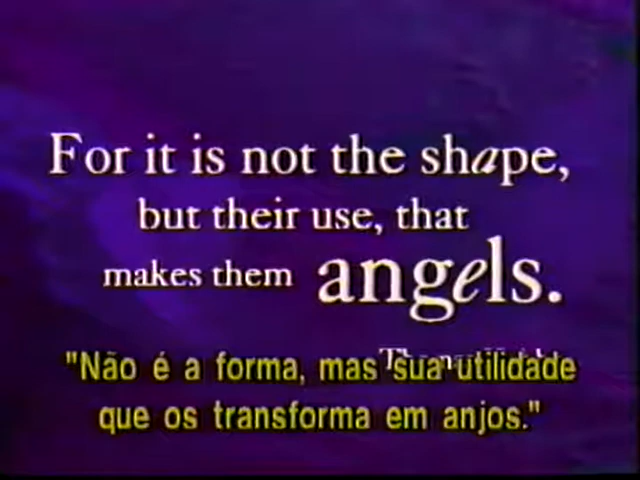 For it is not the shape,
but their use, that
makes them angels.
"Não é a forma, mas sua utilidade
que os transforma em anjos."